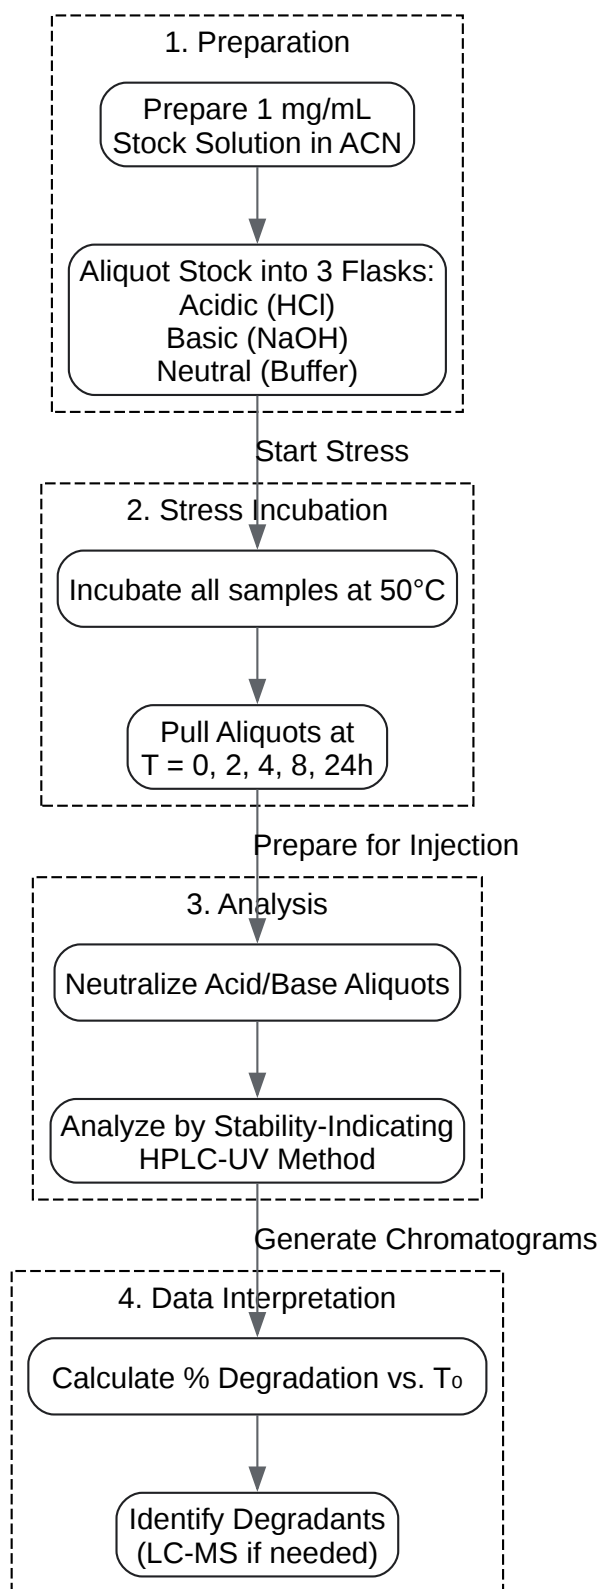 1. Preparation
Prepare 1 mg/mL
Stock Solution in ACN
Aliquot Stock into 3 Flasks:
Acidic (HCl)
Basic (NaOH)
Neutral (Buffer)
Start Stress
2. Stress Incubation
Incubate all samples at 50°C
Pull Aliquots at
T = 0, 2, 4, 8, 24h
Prepare for Injection
3. Analysis
Neutralize Acid/Base Aliquots
Analyze by Stability-Indicating
HPLC-UV Method
Generate Chromatograms
4. Data Interpretation
Calculate % Degradation vs. T₀
Identify Degradants
(LC-MS if needed)